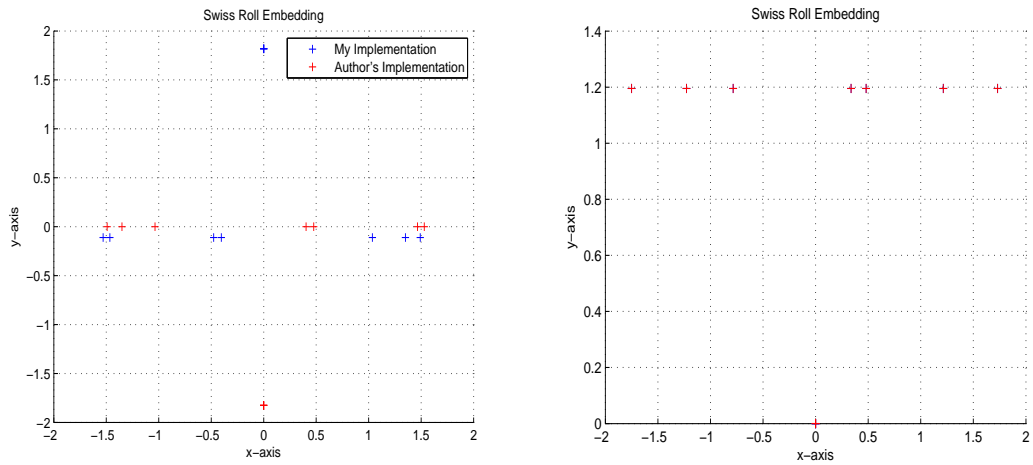 Swiss Roll Embedding
2
1.5
1
0.5
0
−0.5
−1
−1.5
−2
y−axis
My Implementation
Author's Implementation
−2 −1.5 −1 −0.5 0 0.5 1 1.5 2
x−axis
Swiss Roll Embedding
1.4
1.2
1
0.8
0.6
0.4
0.2
0
y−axis
−2 −1.5 −1 −0.5 0 0.5 1 1.5 2
x−axis